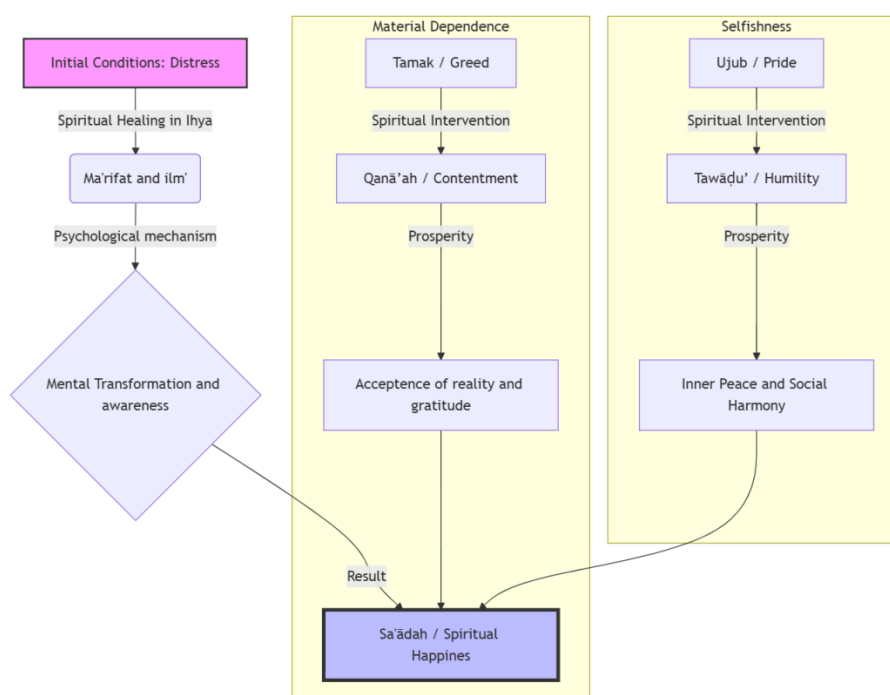 Material Dependence
Selfishness
Initial Conditions: Distress
Tamak / Greed
Ujub / Pride
Spiritual Healing in Ihya
Spiritual Intervention
Spiritual Intervention
Ma'rifat and ilm'
Qanā’ah / Contentment
Tawāḍu’ / Humility
Psychological mechanism
Prosperity
Prosperity
Mental Transformation and
awareness
Acceptence of reality and
gratitude
Inner Peace and Social
Harmony
Result
Sa'ādah / Spiritual
Happines